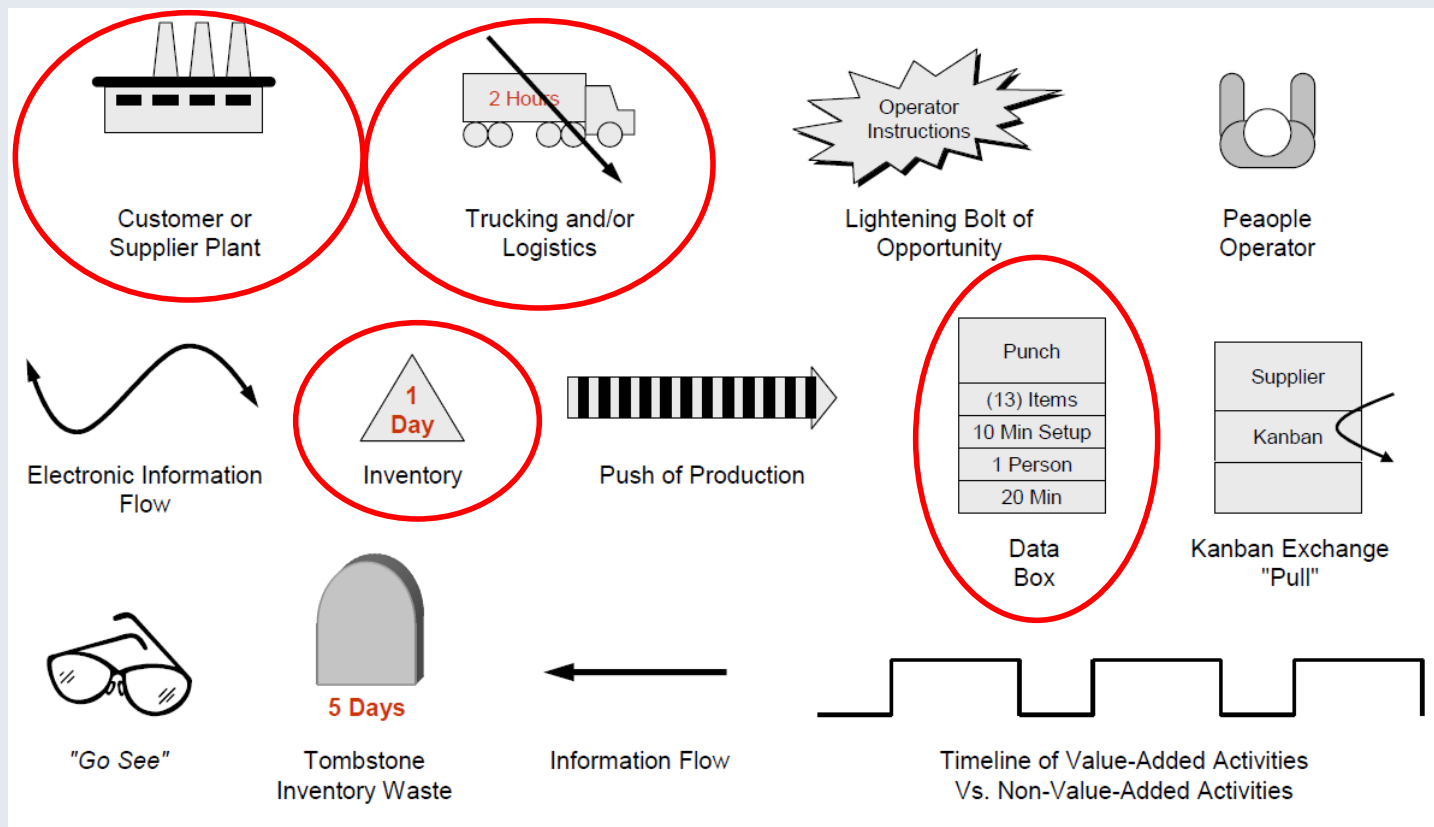 2 Hours
Operator
Instructions
Customer or
Supplier Plant
Trucking and/or
Logistics
Lightening Bolt of
Opportunity
Peaople
Operator
1
Day
Punch
(13) Items
10 Min Setup
1 Person
20 Min
Supplier
Kanban
Electronic Information
Flow
Inventory
Push of Production
Data
Box
Kanban Exchange
"Pull"
5 Days
"Go See"
Tombstone
Inventory Waste
Information Flow
Timeline of Value-Added Activities
Vs. Non-Value-Added Activities